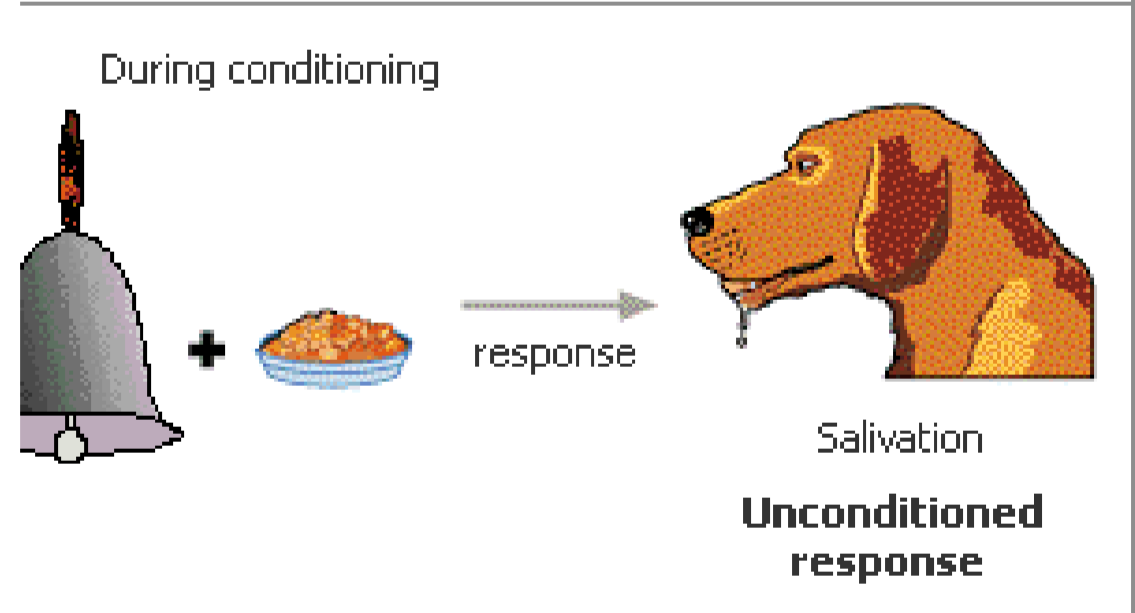 During conditioning
response
Salivation
Unconditioned
response